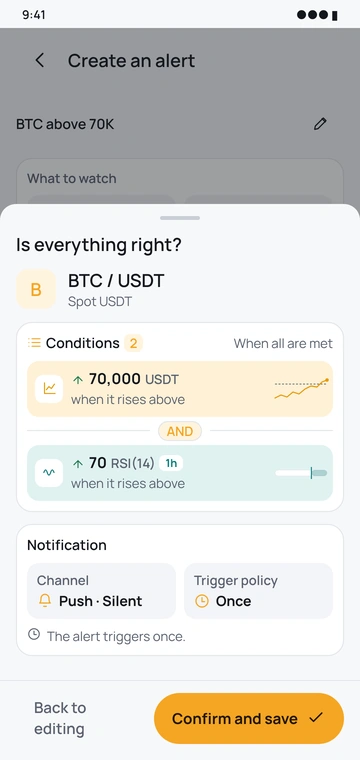 9:41
Create an alert
BTC above 70K
What to watch
Is everything right?
B
BTC / USDT
Spot USDT
Conditions 2
When all are met
70,000 USDT
when it rises above
AND
70 RSI(14) 1h
when it rises above
Notification
Channel
Push · Silent
Trigger policy
Once
The alert triggers once.
Back to
editing
Confirm and save